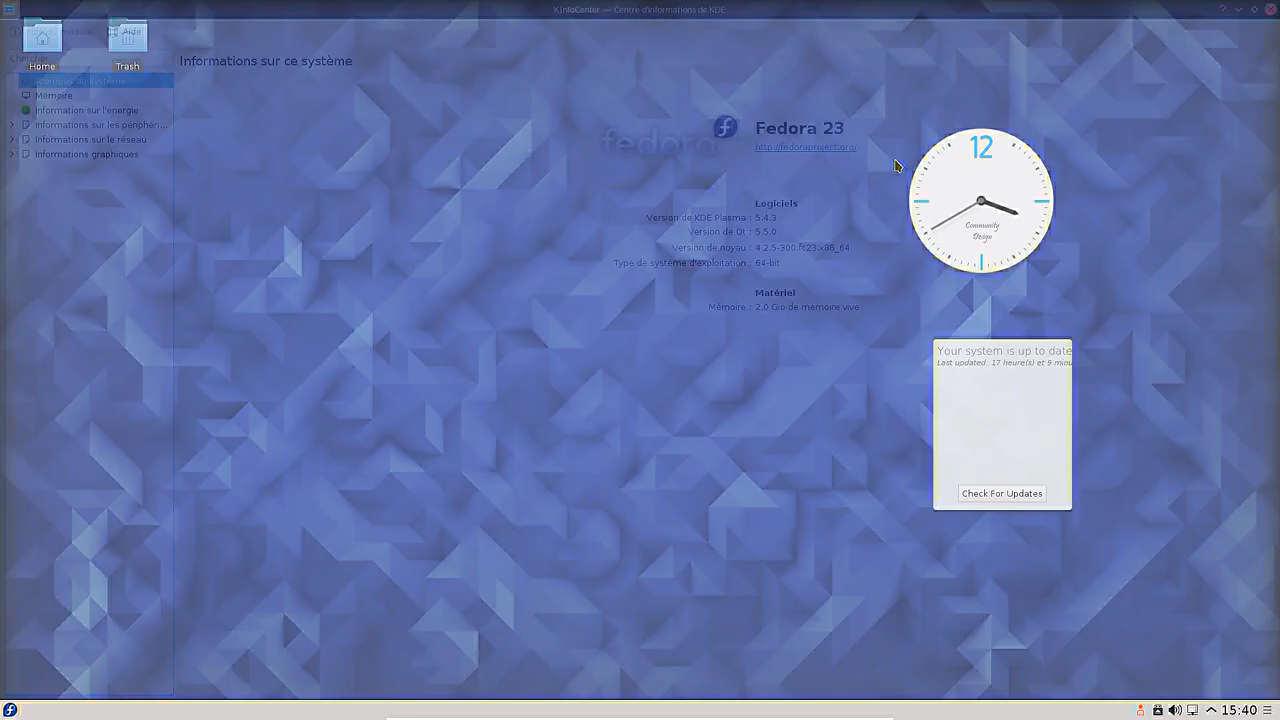 KInfoCenter — Centre d'informations de KDE
Aide
Home
Trash
Mémoire
Information sur l'énergie
Informations sur les périphéri...
Informations sur le réseau
Informations graphiques
Informations sur ce système
fedora
Fedora 23
http://fedoraproject.org/
Logiciels
Version de KDE Plasma : 5.4.3
Version de Qt : 5.5.0
Version de noyau : 4.2.5-300.fc23.x86_64
Type de système d'exploitation : 64-bit
Matériel
Mémoire : 2.0 Gio de mémoire vive
12
Community
Design
Your system is up to date
Last updated: 17 heure(s) et 9 minu
Check For Updates
15:40